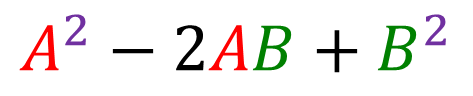 A² − 2AB + B²